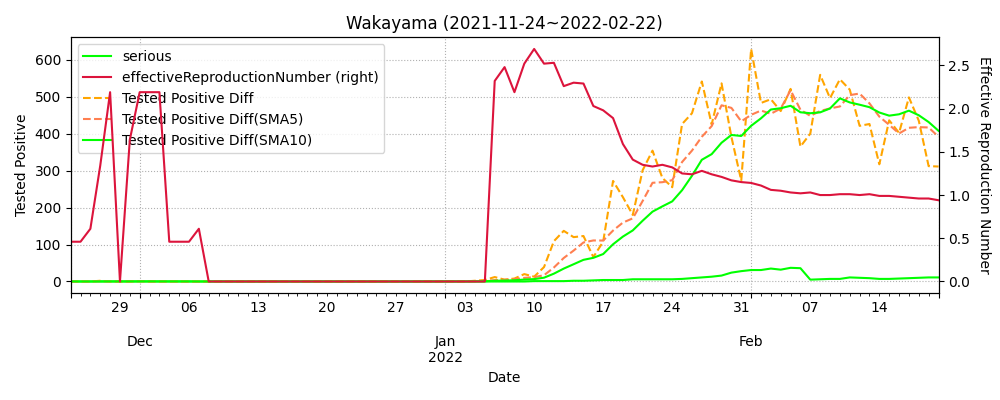 Wakayama (2021-11-24~2022-02-22)
serious
effectiveReproductionNumber (right)
Tested Positive Diff
Tested Positive Diff(SMA5)
Tested Positive Diff(SMA10)
Tested Positive
600
500
400
300
200
100
0
Effective Reproduction Number
2.5
2.0
1.5
1.0
0.5
0.0
29 06 13 20 27 03 10 17 24 31 07 14
Dec Jan Feb
2022
Date